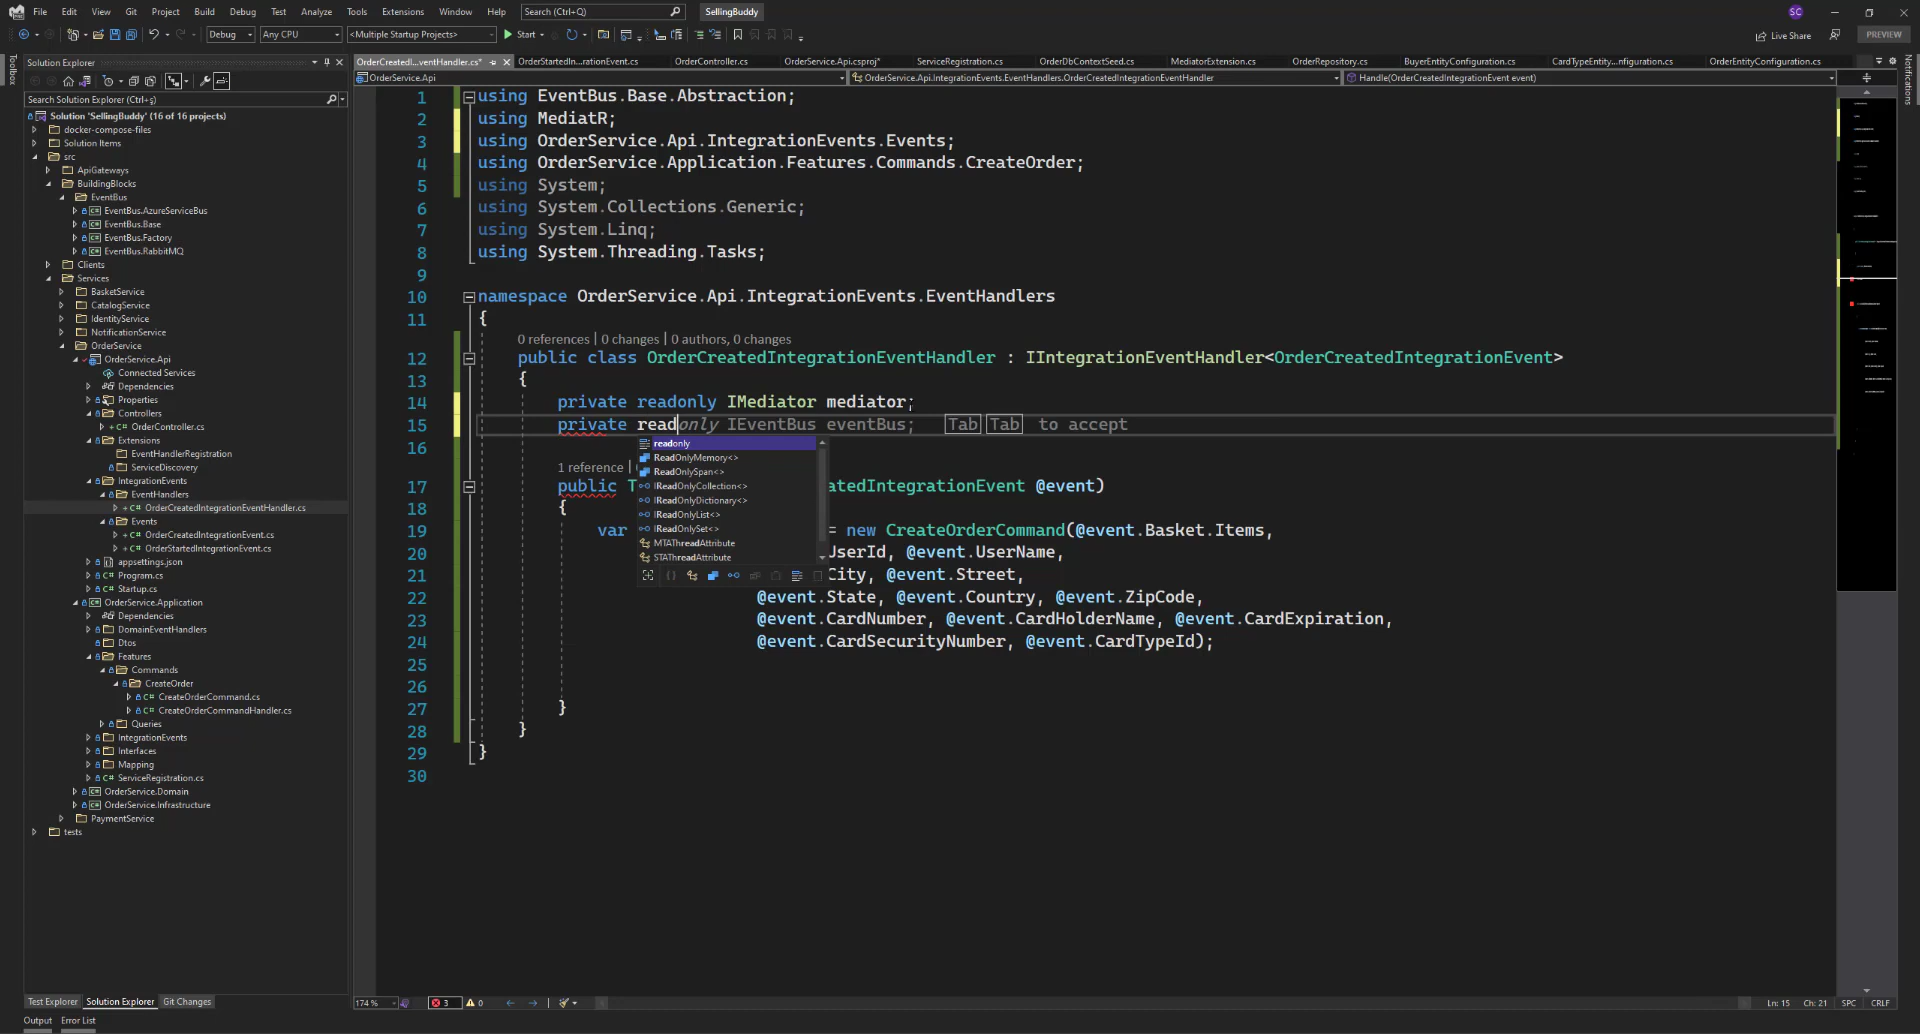 File Edit View Git Project Build Debug Test Analyze Tools Extensions Window Help Search (Ctrl+Q) SellingBuddy SC
Debug Any CPU <Multiple Startup Projects> Start Live Share PREVIEW
Toolbox
Solution Explorer
Search Solution Explorer (Ctrl+ş)
Solution 'SellingBuddy' (16 of 16 projects)
docker-compose-files
Solution Items
src
ApiGateways
BuildingBlocks
EventBus
EventBus.AzureServiceBus
EventBus.Base
EventBus.Factory
EventBus.RabbitMQ
Clients
Services
BasketService
CatalogService
IdentityService
NotificationService
OrderService
OrderService.Api
Connected Services
Dependencies
Properties
Controllers
OrderController.cs
Extensions
EventHandlerRegistration
ServiceDiscovery
IntegrationEvents
EventHandlers
OrderCreatedIntegrationEventHandler.cs
Events
OrderCreatedIntegrationEvent.cs
OrderStartedIntegrationEvent.cs
appsettings.json
Program.cs
Startup.cs
OrderService.Application
Dependencies
DomainEventHandlers
Dtos
Features
Commands
CreateOrder
CreateOrderCommand.cs
CreateOrderCommandHandler.cs
Queries
IntegrationEvents
Interfaces
Mapping
ServiceRegistration.cs
OrderService.Domain
OrderService.Infrastructure
PaymentService
tests
Test Explorer Solution Explorer Git Changes
Output Error List
OrderCreatedI...eventHandler.cs* OrderStartedIn...rationEvent.cs OrderController.cs OrderService.Api.csproj* ServiceRegistration.cs OrderDbContextSeed.cs MediatorExtension.cs OrderRepository.cs BuyerEntityConfiguration.cs CardTypeEntity...nfiguration.cs OrderEntityConfiguration.cs
OrderService.Api OrderService.Api.IntegrationEvents.EventHandlers.OrderCreatedIntegrationEventHandler Handle(OrderCreatedIntegrationEvent event)
Notifications
1 using EventBus.Base.Abstraction;
2 using MediatR;
3 using OrderService.Api.IntegrationEvents.Events;
4 using OrderService.Application.Features.Commands.CreateOrder;
5 using System;
6 using System.Collections.Generic;
7 using System.Linq;
8 using System.Threading.Tasks;
9
10 namespace OrderService.Api.IntegrationEvents.EventHandlers
11 {
0 references | 0 changes | 0 authors, 0 changes
12 public class OrderCreatedIntegrationEventHandler : IIntegrationEventHandler<OrderCreatedIntegrationEvent>
13 {
14 private readonly IMediator mediator;
15 private readonly IEventBus eventBus; Tab Tab to accept
16
readonly
ReadOnlyMemory<>
ReadOnlySpan<>
IReadOnlyCollection<>
IReadOnlyDictionary<>
IReadOnlyList<>
IReadOnlySet<>
MTAThreadAttribute
STAThreadAttribute
1 reference |
17 public T atedIntegrationEvent @event)
18 {
19 var = new CreateOrderCommand(@event.Basket.Items,
20 UserId, @event.UserName,
21 City, @event.Street,
22 @event.State, @event.Country, @event.ZipCode,
23 @event.CardNumber, @event.CardHolderName, @event.CardExpiration,
24 @event.CardSecurityNumber, @event.CardTypeId);
25
26
27 }
28 }
29 }
30
174 % 3 0 Ln: 15 Ch: 21 SPC CRLF